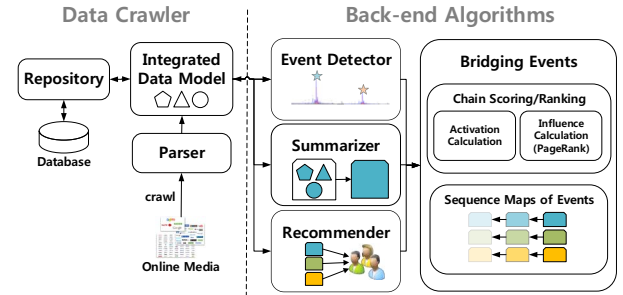 Data Crawler
Back-end Algorithms
Repository
Database
Integrated
Data Model
Parser
crawl
Online Media
Event Detector
Summarizer
Recommender
Bridging Events
Chain Scoring/Ranking
Activation
Calculation
Influence
Calculation
(PageRank)
Sequence Maps of Events